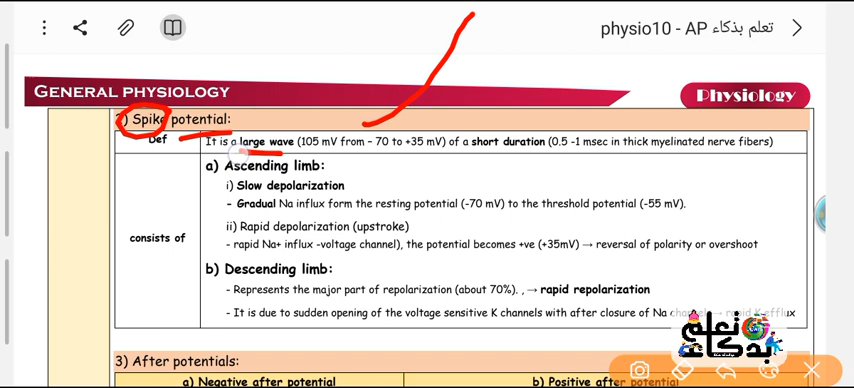 physio10 - AP تعلم بذكاء
GENERAL PHYSIOLOGY
Physiology
2) Spike potential:
Def
It is a large wave (105 mV from – 70 to +35 mV) of a short duration (0.5 -1 msec in thick myelinated nerve fibers)
consists of
a) Ascending limb:
i) Slow depolarization
- Gradual Na influx form the resting potential (-70 mV) to the threshold potential (-55 mV).
ii) Rapid depolarization (upstroke)
- rapid Na+ influx -voltage channel), the potential becomes +ve (+35mV) → reversal of polarity or overshoot
b) Descending limb:
- Represents the major part of repolarization (about 70%). , → rapid repolarization
- It is due to sudden opening of the voltage sensitive K channels with after closure of Na channels → rapid K efflux
تعلم
بذكاء
3) After potentials:
a) Negative after potential
b) Positive after potential